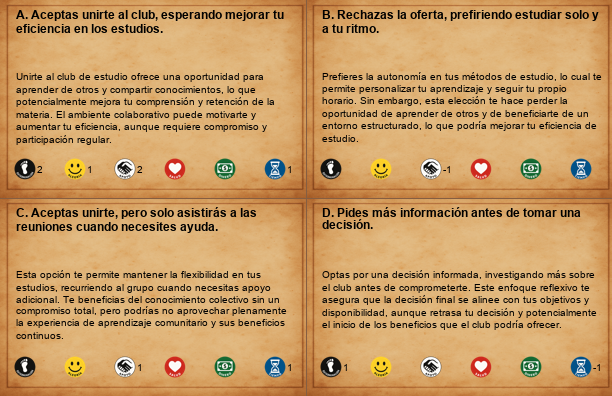 A. Aceptas unirte al club, esperando mejorar tu
eficiencia en los estudios.
Unirte al club de estudio ofrece una oportunidad para
aprender de otros y compartir conocimientos, lo que
potencialmente mejora tu comprensión y retención de la
materia. El ambiente colaborativo puede motivarte y
aumentar tu eficiencia, aunque requiere compromiso y
participación regular.
2 1 2 1
B. Rechazas la oferta, prefiriendo estudiar solo y
a tu ritmo.
Prefieres la autonomía en tus métodos de estudio, lo cual te
permite personalizar tu aprendizaje y seguir tu propio
horario. Sin embargo, esta elección te hace perder la
oportunidad de aprender de otros y de beneficiarte de un
entorno estructurado, lo que podría mejorar tu eficiencia de
estudio.
-1
C. Aceptas unirte, pero solo asistirás a las
reuniones cuando necesites ayuda.
Esta opción te permite mantener la flexibilidad en tus
estudios, recurriendo al grupo cuando necesitas apoyo
adicional. Te beneficias del conocimiento colectivo sin un
compromiso total, pero podrías no aprovechar plenamente
la experiencia de aprendizaje comunitario y sus beneficios
continuos.
1 1
D. Pides más información antes de tomar una
decisión.
Optas por una decisión informada, investigando más sobre
el club antes de comprometerte. Este enfoque reflexivo te
asegura que la decisión final se alinee con tus objetivos y
disponibilidad, aunque retrasa tu decisión y potencialmente
el inicio de los beneficios que el club podría ofrecer.
1 -1